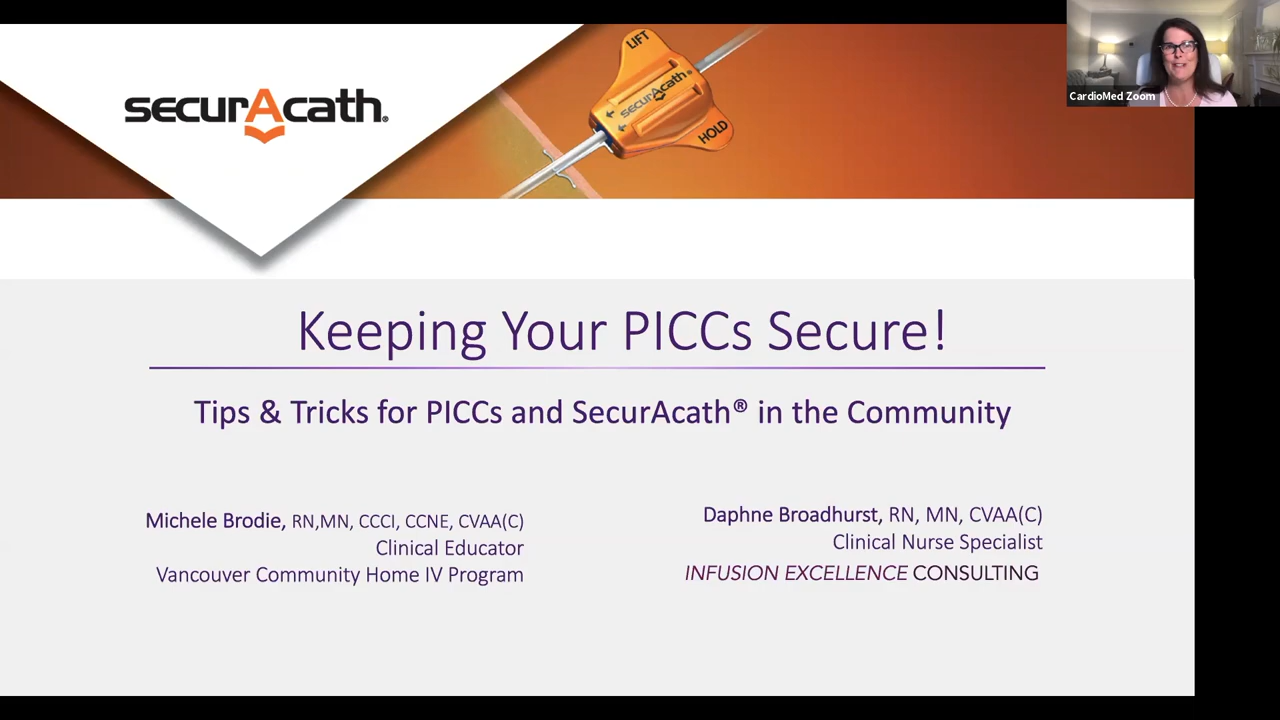 CardioMed Zoom
securAcath®
LIFT
securAcath®
HOLD
Keeping Your PICCs Secure!
Tips & Tricks for PICCs and SecurAcath® in the Community
Michele Brodie, RN,MN, CCCI, CCNE, CVAA(C)
Clinical Educator
Vancouver Community Home IV Program
Daphne Broadhurst, RN, MN, CVAA(C)
Clinical Nurse Specialist
INFUSION EXCELLENCE CONSULTING